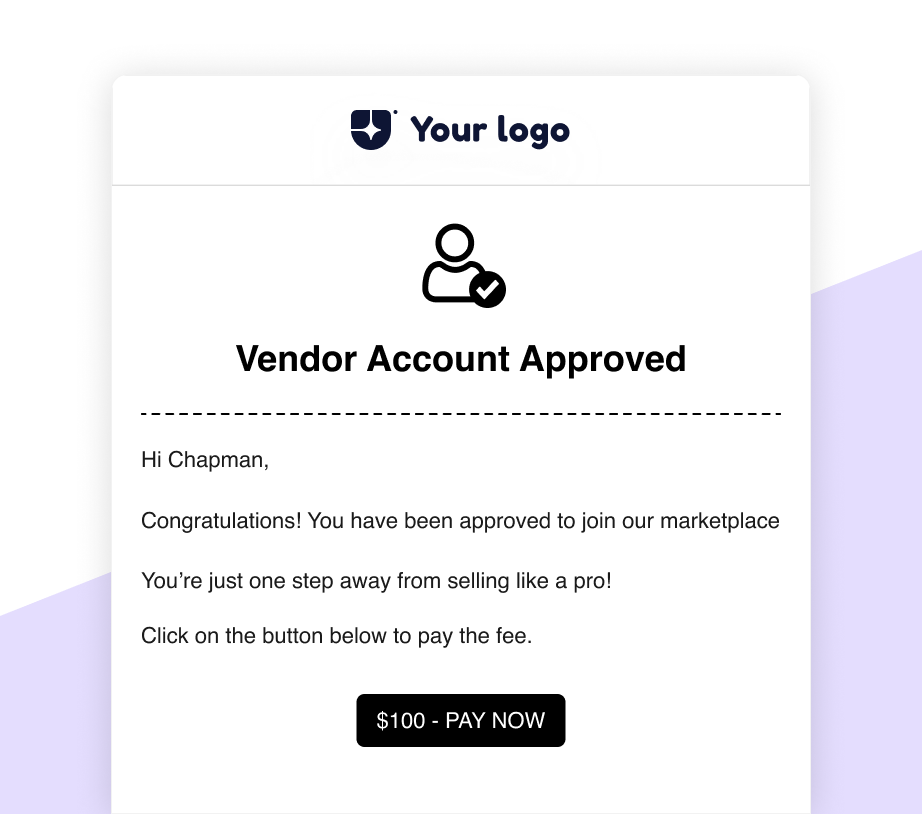 Your logo
Vendor Account Approved
Hi Chapman,
Congratulations! You have been approved to join our marketplace
You’re just one step away from selling like a pro!
Click on the button below to pay the fee.
$100 - PAY NOW